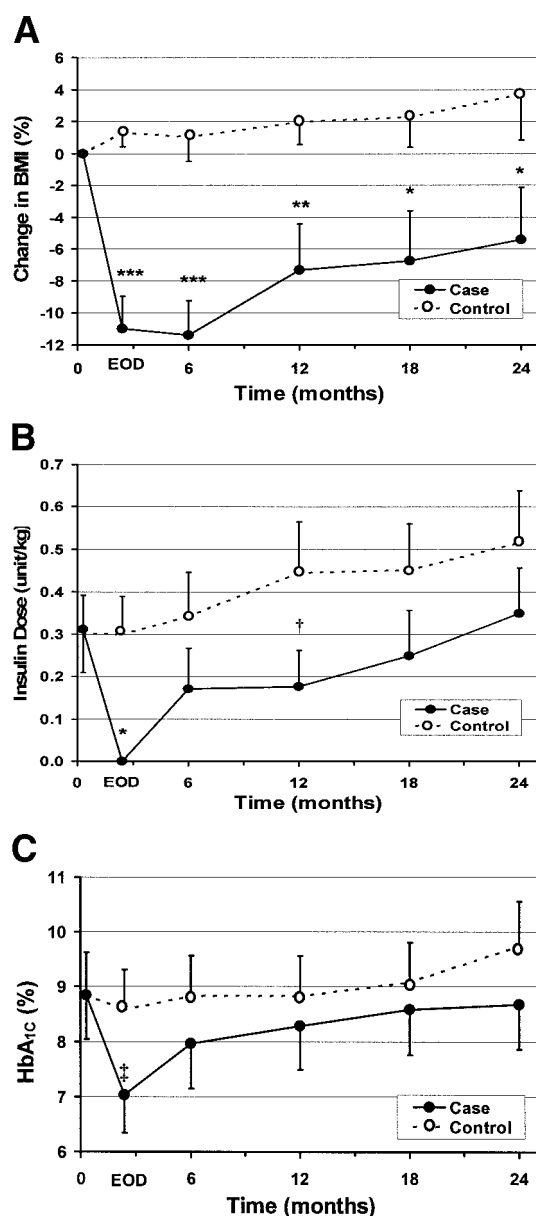 A
Change in BMI (%)
6
4
2
0
-2
-4
-6
-8
-10
-12
***
***
**
*
*
Case
Control
0 EOD 6 12 18 24
Time (months)
B
Insulin Dose (unit/kg)
0.7
0.6
0.5
0.4
0.3
0.2
0.1
0.0
*
†
Case
Control
0 EOD 6 12 18 24
Time (months)
C
HbA1C (%)
11
10
9
8
7
6
‡
Case
Control
0 EOD 6 12 18 24
Time (months)